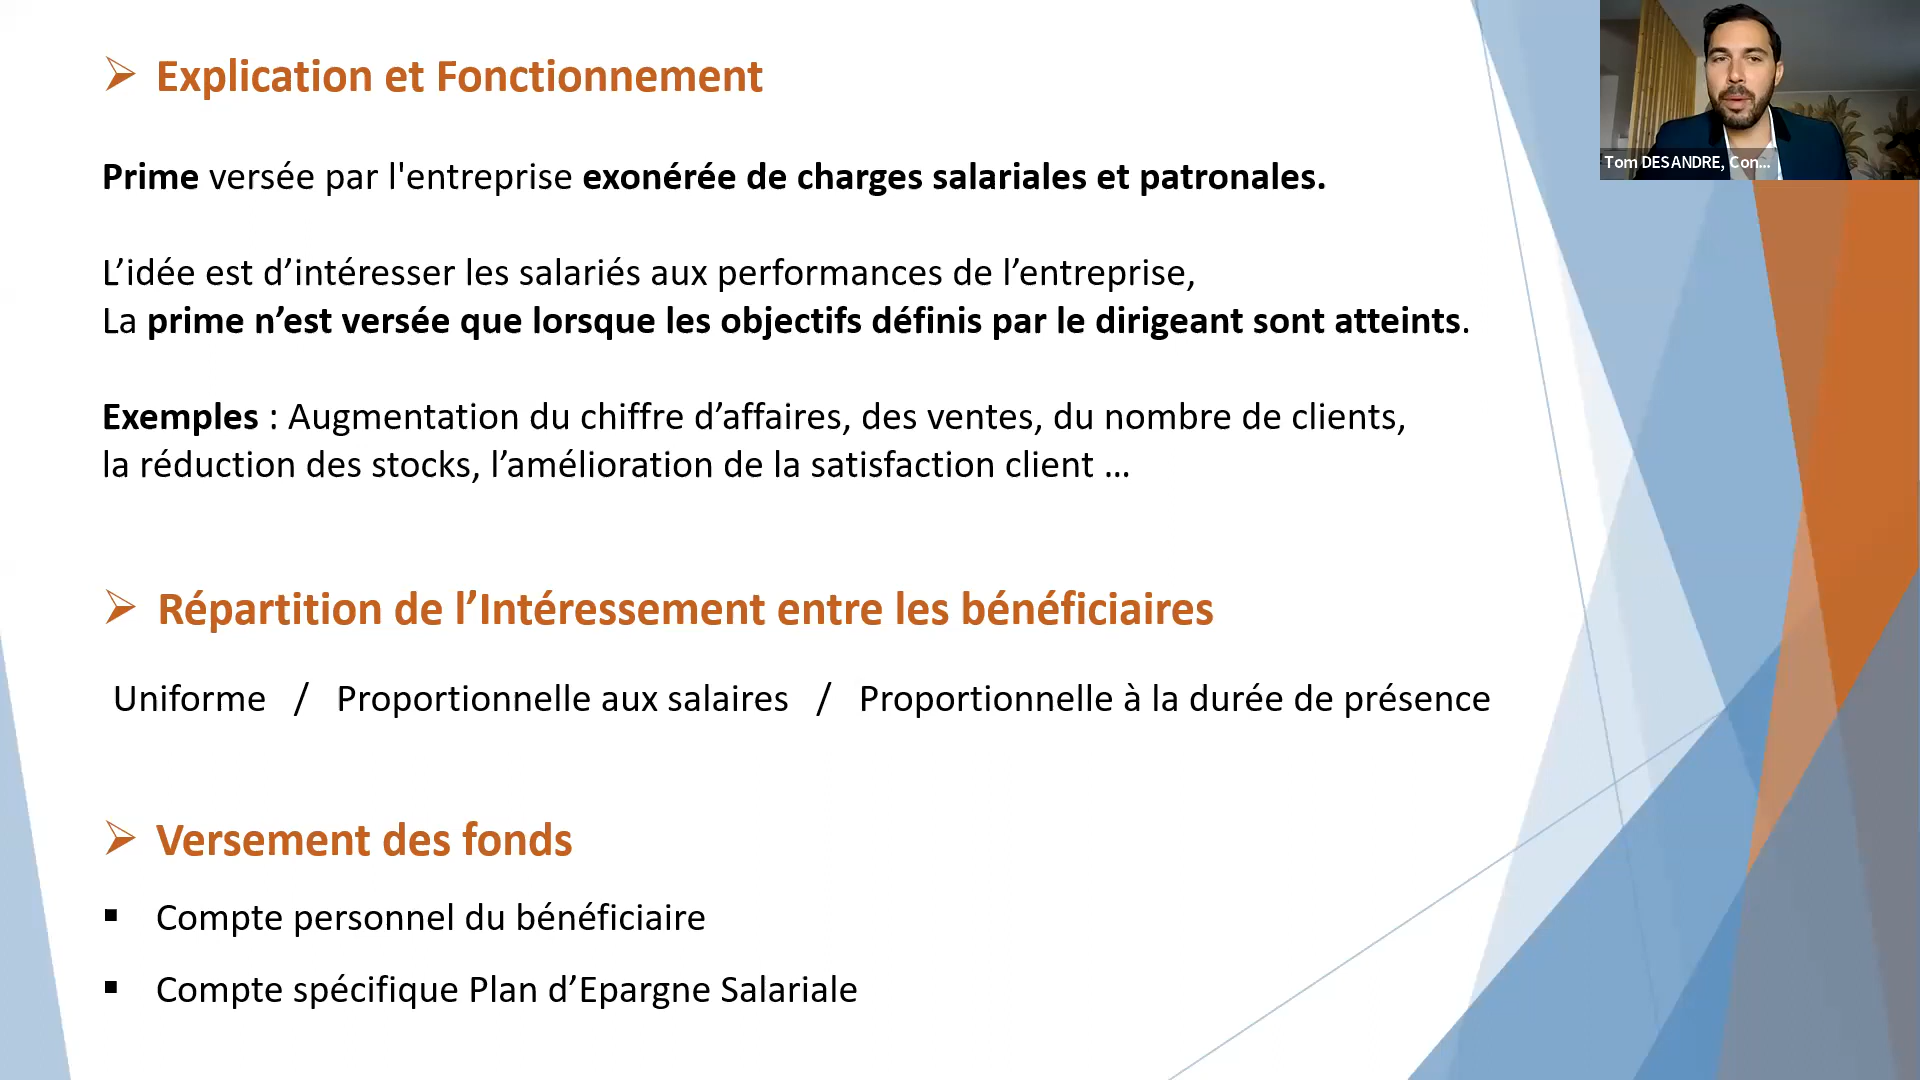 Explication et Fonctionnement
Prime versée par l'entreprise exonérée de charges salariales et patronales.
L’idée est d’intéresser les salariés aux performances de l’entreprise,
La prime n’est versée que lorsque les objectifs définis par le dirigeant sont atteints.
Exemples : Augmentation du chiffre d’affaires, des ventes, du nombre de clients,
la réduction des stocks, l’amélioration de la satisfaction client ...
Répartition de l’Intéressement entre les bénéficiaires
Uniforme / Proportionnelle aux salaires / Proportionnelle à la durée de présence
Versement des fonds
Compte personnel du bénéficiaire
Compte spécifique Plan d’Epargne Salariale
Tom DESANDRE, Con...